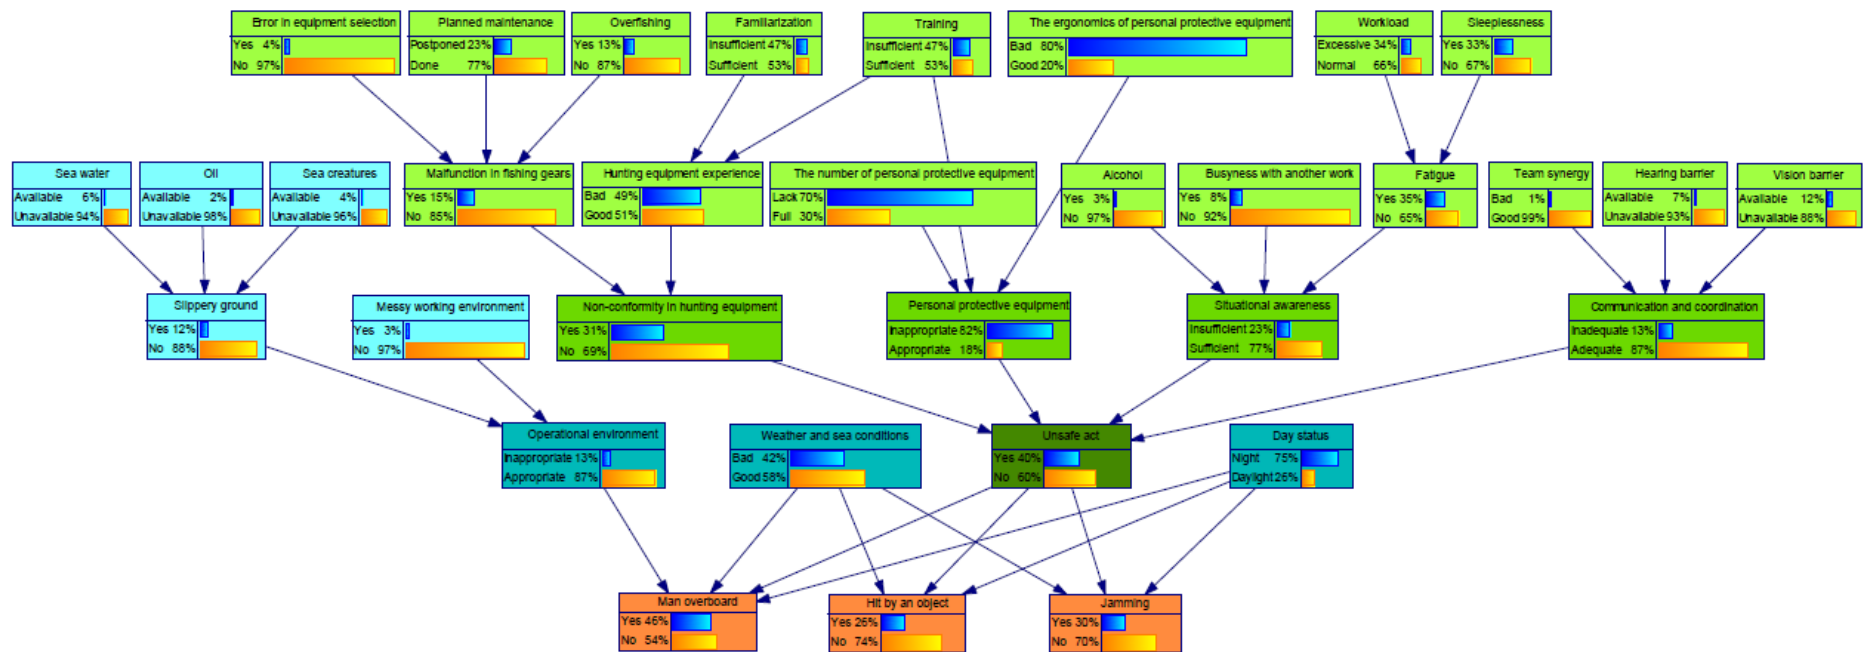 Error in equipment selection
Yes 4%
No 97%
Planned maintenance
Postponed 23%
Done 77%
Overfishing
Yes 13%
No 87%
Familiarization
Insufficient 47%
Sufficient 53%
Training
Insufficient 47%
Sufficient 53%
The ergonomics of personal protective equipment
Bad 80%
Good 20%
Workload
Excessive 34%
Normal 66%
Sleeplessness
Yes 33%
No 67%
Sea water
Available 6%
Unavailable 94%
Oil
Available 2%
Unavailable 98%
Sea creatures
Available 4%
Unavailable 96%
Malfunction in fishing gears
Yes 15%
No 85%
Hunting equipment experience
Bad 49%
Good 51%
The number of personal protective equipment
Lack 70%
Full 30%
Alcohol
Yes 3%
No 97%
Busyness with another work
Yes 8%
No 92%
Fatigue
Yes 35%
No 65%
Team synergy
Bad 1%
Good 99%
Hearing barrier
Available 7%
Unavailable 93%
Vision barrier
Available 12%
Unavailable 88%
Slippery ground
Yes 12%
No 88%
Messy working environment
Yes 3%
No 97%
Non-conformity in hunting equipment
Yes 31%
No 69%
Personal protective equipment
Inappropriate 82%
Appropriate 18%
Situational awareness
Insufficient 23%
Sufficient 77%
Communication and coordination
Inadequate 13%
Adequate 87%
Operational environment
Inappropriate 13%
Appropriate 87%
Weather and sea conditions
Bad 42%
Good 58%
Unsafe act
Yes 40%
No 60%
Day status
Night 75%
Daylight 26%
Man overboard
Yes 46%
No 54%
Hit by an object
Yes 26%
No 74%
Jamming
Yes 30%
No 70%